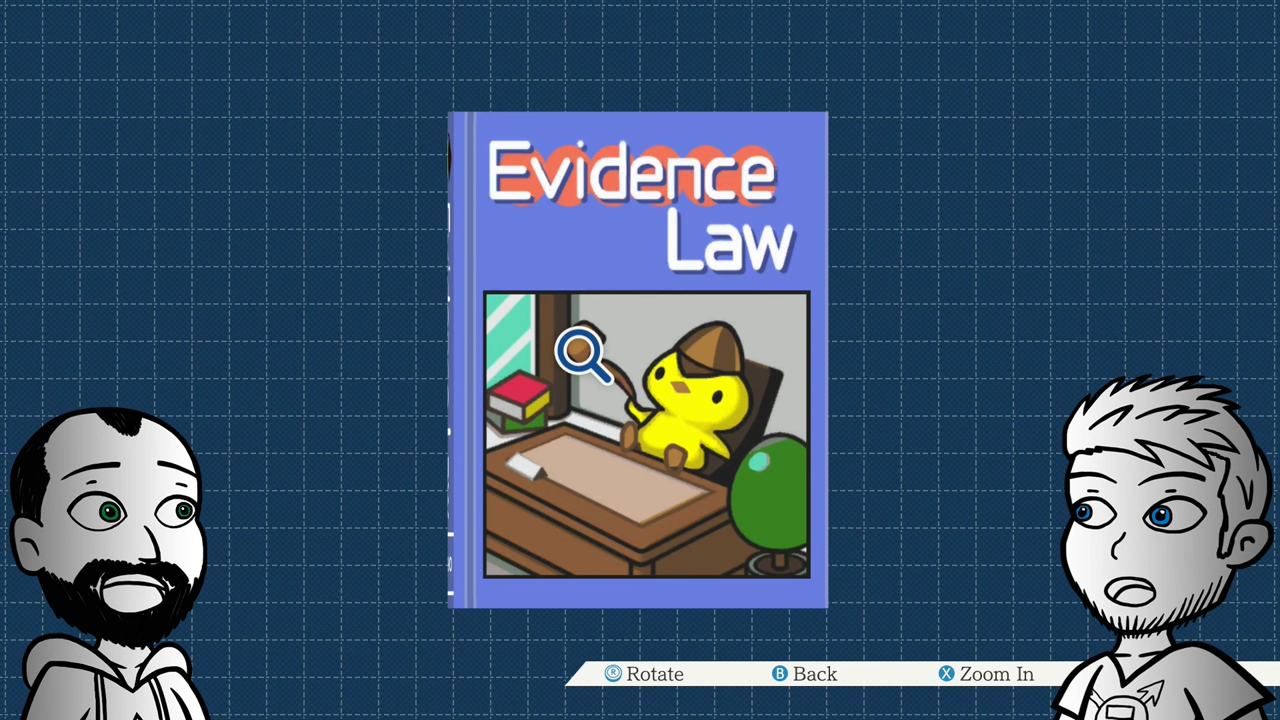 Evidence
Law
Ⓡ Rotate Ⓑ Back Ⓧ Zoom In